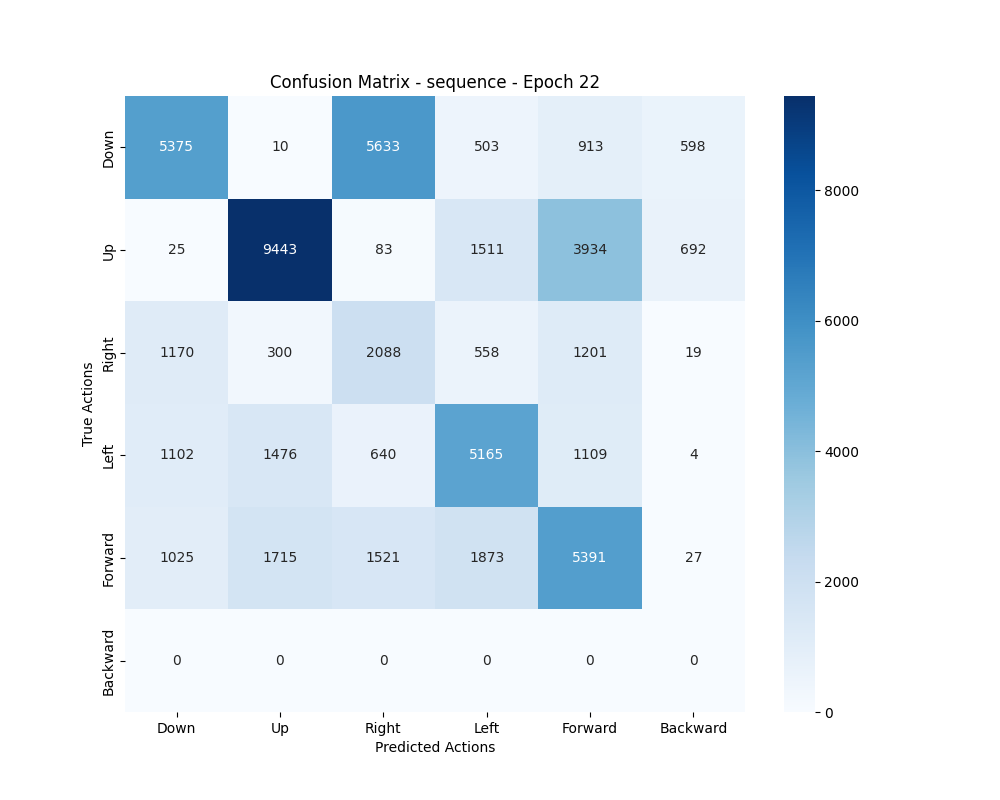 Confusion Matrix - sequence - Epoch 22
True Actions
Down 5375 10 5633 503 913 598
Up 25 9443 83 1511 3934 692
Right 1170 300 2088 558 1201 19
Left 1102 1476 640 5165 1109 4
Forward 1025 1715 1521 1873 5391 27
Backward 0 0 0 0 0 0
Down Up Right Left Forward Backward
Predicted Actions
8000
6000
4000
2000
0